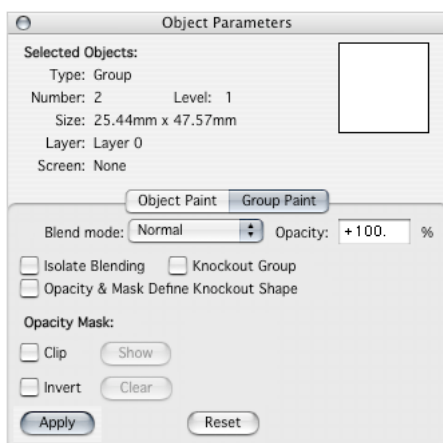 Object Parameters
Selected Objects:
Type: Group
Number: 2 Level: 1
Size: 25.44mm x 47.57mm
Layer: Layer 0
Screen: None
Object Paint Group Paint
Blend mode: Normal Opacity: +100. %
Isolate Blending Knockout Group
Opacity & Mask Define Knockout Shape
Opacity Mask:
Clip Show
Invert Clear
Apply Reset